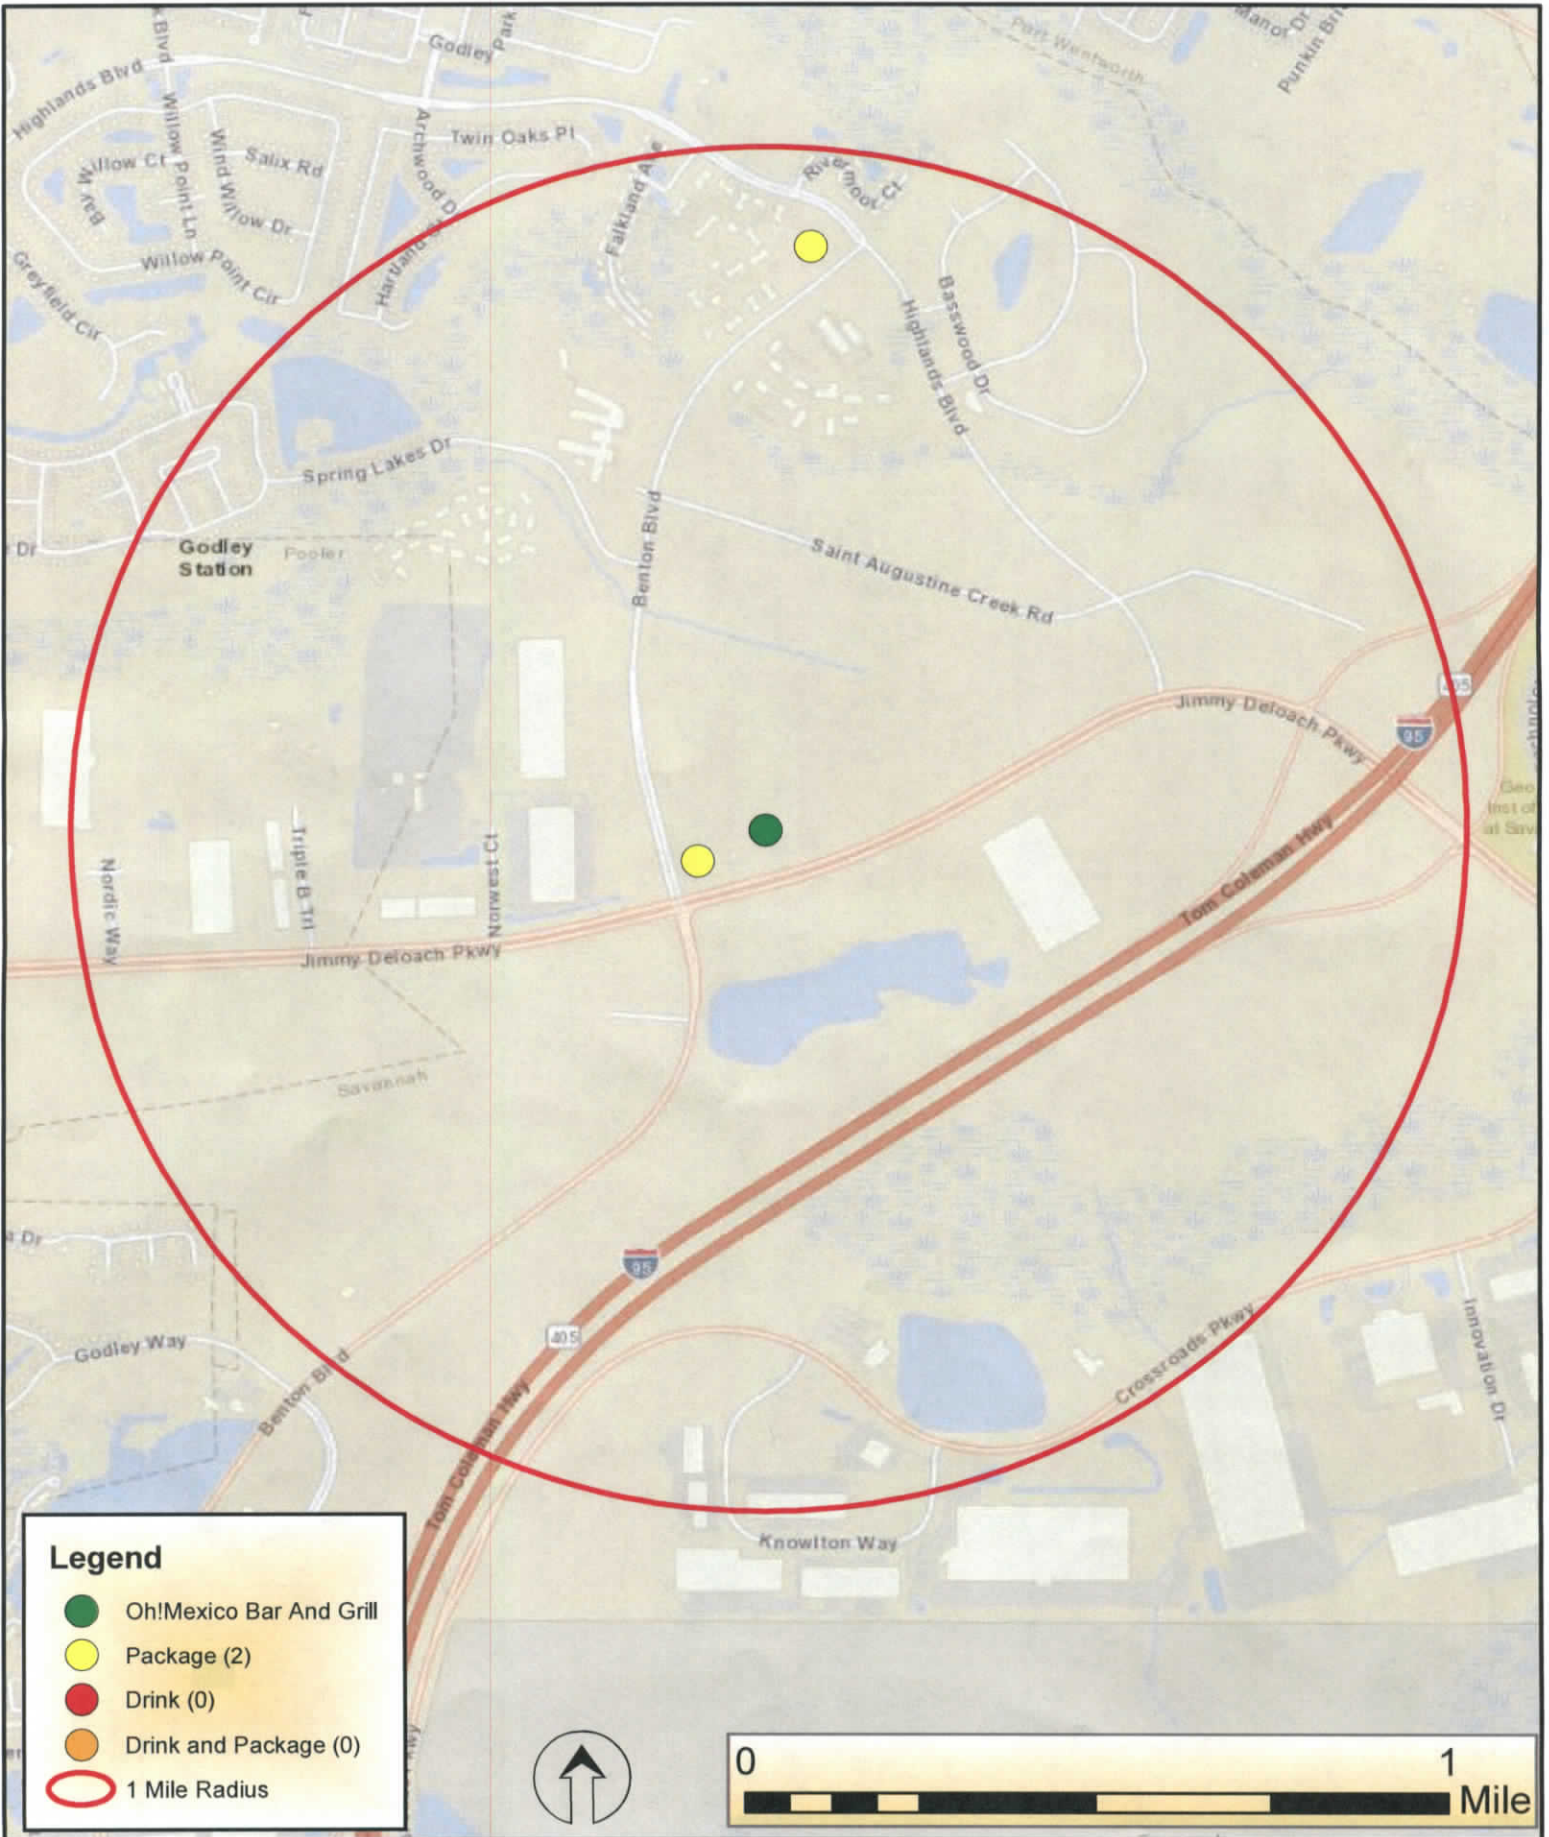 Godley
Park
Manor Dr
Port Wentworth
Highlands Blvd
Twin Oaks Pl
Willow Point Ln
Salix Rd
Wind Willow Dr
Bay M
Archwood D
Falkland Ave
Rivermoor Ct
Willow Point Cir
Hartland
Greyfield Cir
Basswood Dr
Highlands Blvd
Spring Lakes Dr
Benton Blvd
Dr
Godley
Station
Pooler
Saint Augustine Creek Rd
Jimmy Deloach Pkwy
95
Tom Coleman Hwy
Triple B Trl
Norwest Ct
Nordic Way
Jimmy Deloach Pkwy
Savannah
a Dr
95
405
Godley Way
Benton Blvd
Crossroads Pkwy
Innovation Dr
Tom Coleman Hwy
Knowlton Way
Legend
Oh!Mexico Bar And Grill
Package (2)
Drink (0)
Drink and Package (0)
1 Mile Radius
0 1
Mile